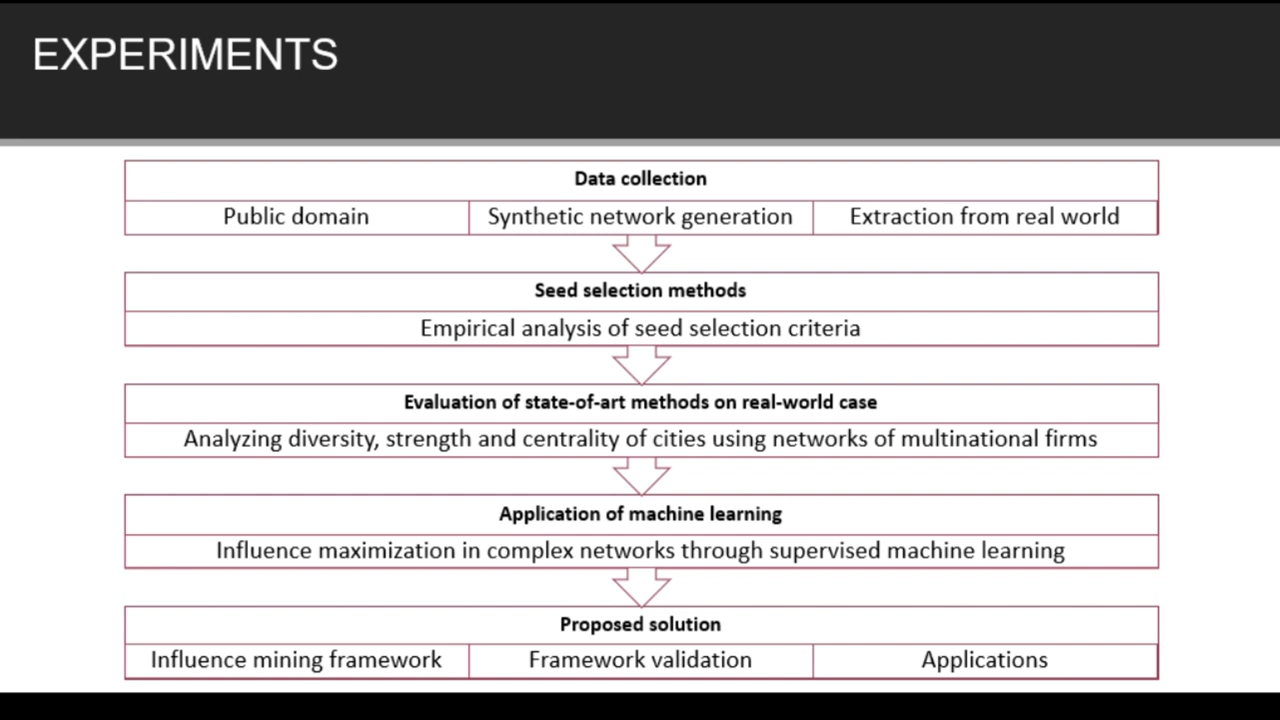 EXPERIMENTS
Data collection
Public domain
Synthetic network generation
Extraction from real world
Seed selection methods
Empirical analysis of seed selection criteria
Evaluation of state-of-art methods on real-world case
Analyzing diversity, strength and centrality of cities using networks of multinational firms
Application of machine learning
Influence maximization in complex networks through supervised machine learning
Proposed solution
Influence mining framework
Framework validation
Applications